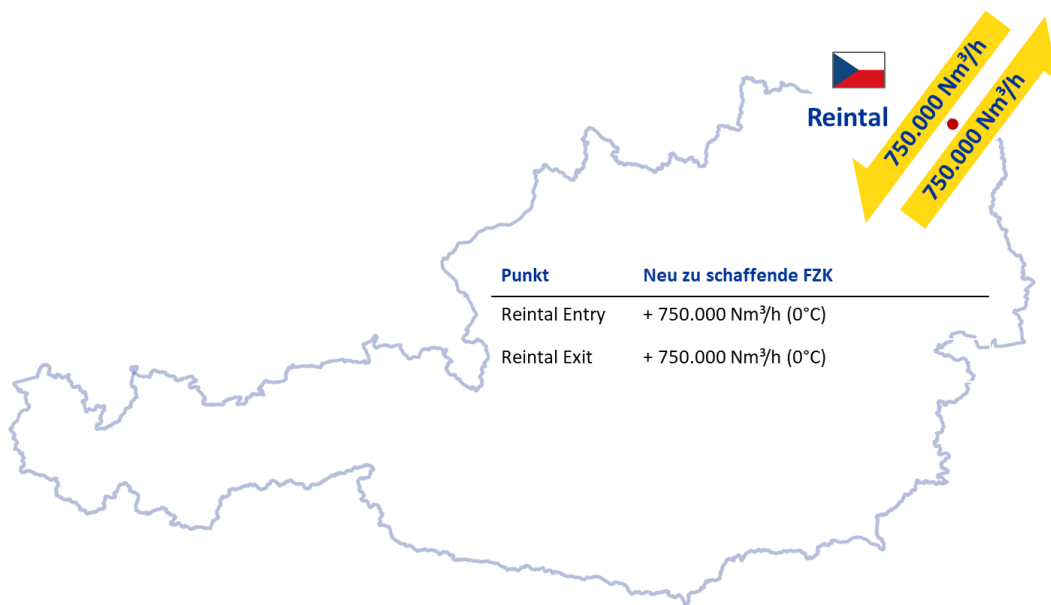 Reintal
750.000 Nm³/h
750.000 Nm³/h
Punkt Neu zu schaffende FZK
Reintal Entry + 750.000 Nm³/h (0°C)
Reintal Exit + 750.000 Nm³/h (0°C)